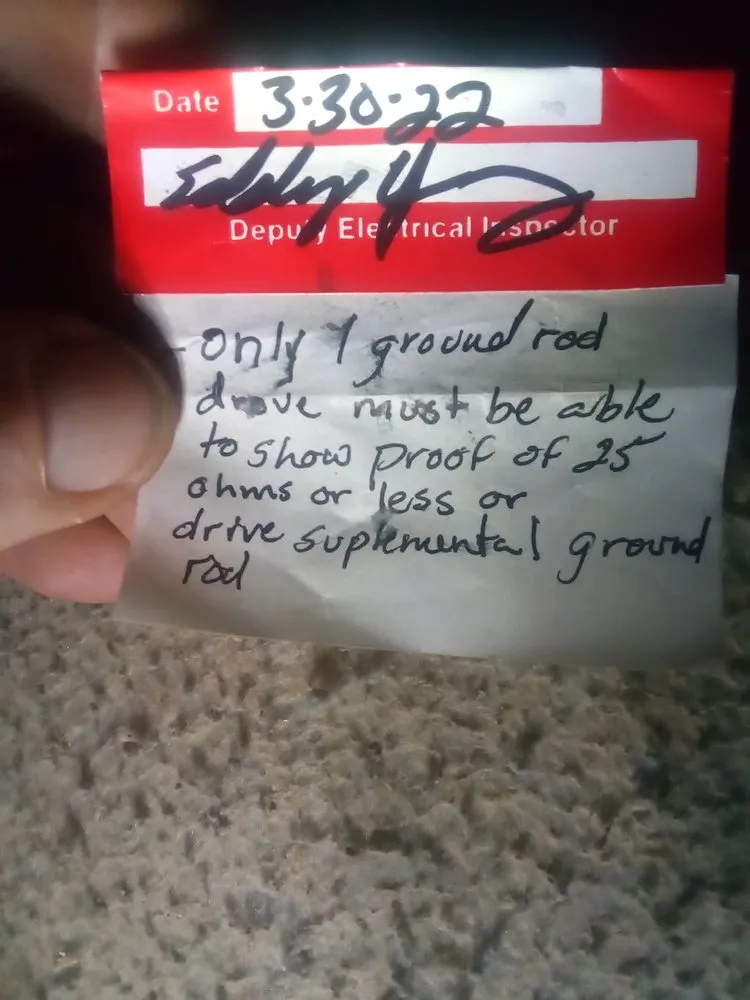 Date 3·30·22
Deputy Electrical Inspector
- only 1 ground rod
drove must be able
to show proof of 25
ohms or less or
drive suplemental ground
rod